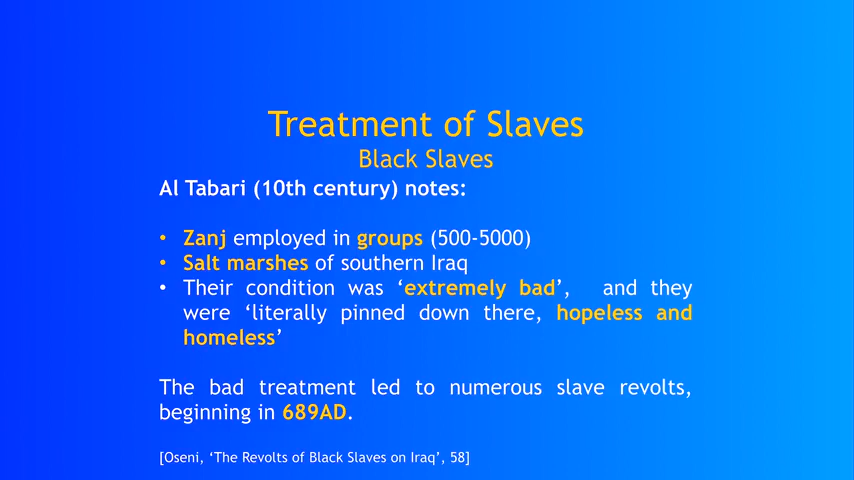 Treatment of Slaves
Black Slaves
Al Tabari (10th century) notes:
• Zanj employed in groups (500-5000)
• Salt marshes of southern Iraq
• Their condition was ‘extremely bad’, and they
were ‘literally pinned down there, hopeless and
homeless’
The bad treatment led to numerous slave revolts,
beginning in 689AD.
[Oseni, ‘The Revolts of Black Slaves on Iraq’, 58]